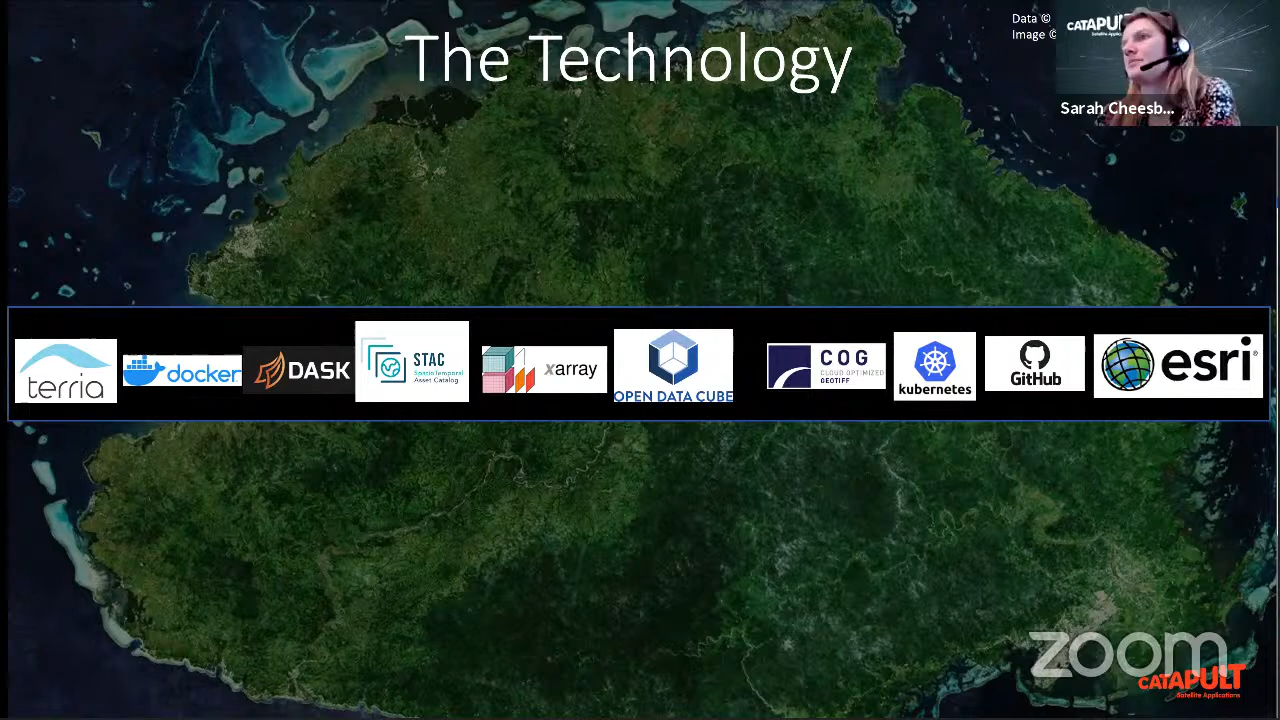 The Technology
Data ©
Image ©
CATAPULT
Sarah Cheesb...
terria
docker
DASK
STAC
SpatioTemporal
Asset Catalog
xarray
OPEN DATA CUBE
COG
CLOUD OPTIMIZED
GEOTIFF
kubernetes
GitHub
esri®
zoom
CATAPULT
Satellite Applications